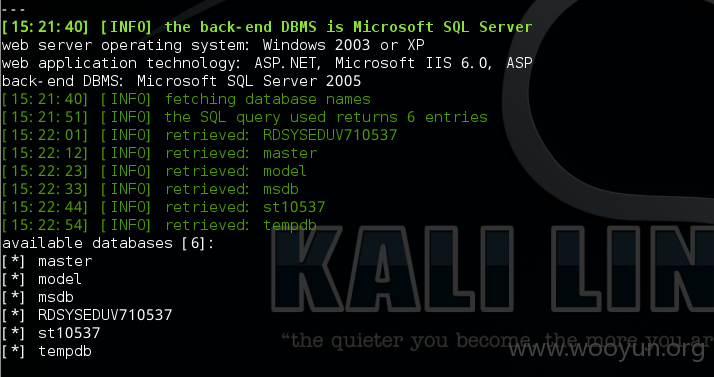 ---
[15:21:40] [INFO] the back-end DBMS is Microsoft SQL Server
web server operating system: Windows 2003 or XP
web application technology: ASP.NET, Microsoft IIS 6.0, ASP
back-end DBMS: Microsoft SQL Server 2005
[15:21:40] [INFO] fetching database names
[15:21:51] [INFO] the SQL query used returns 6 entries
[15:22:01] [INFO] retrieved: RDSYSEDUV710537
[15:22:12] [INFO] retrieved: master
[15:22:23] [INFO] retrieved: model
[15:22:33] [INFO] retrieved: msdb
[15:22:44] [INFO] retrieved: st10537
[15:22:54] [INFO] retrieved: tempdb
available databases [6]:
[*] master
[*] model
[*] msdb
[*] RDSYSEDUV710537
[*] st10537
[*] tempdb
KALI LIN
“the quieter you become, the more you ar
www.wooyun.org